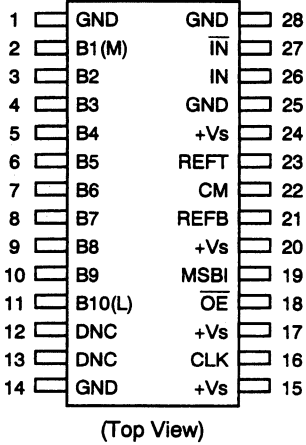 1 GND GND 28
2 B1(M) I̅N̅ 27
3 B2 IN 26
4 B3 GND 25
5 B4 +Vs 24
6 B5 REFT 23
7 B6 CM 22
8 B7 REFB 21
9 B8 +Vs 20
10 B9 MSBI 19
11 B10(L) O̅E̅ 18
12 DNC +Vs 17
13 DNC CLK 16
14 GND +Vs 15
(Top View)